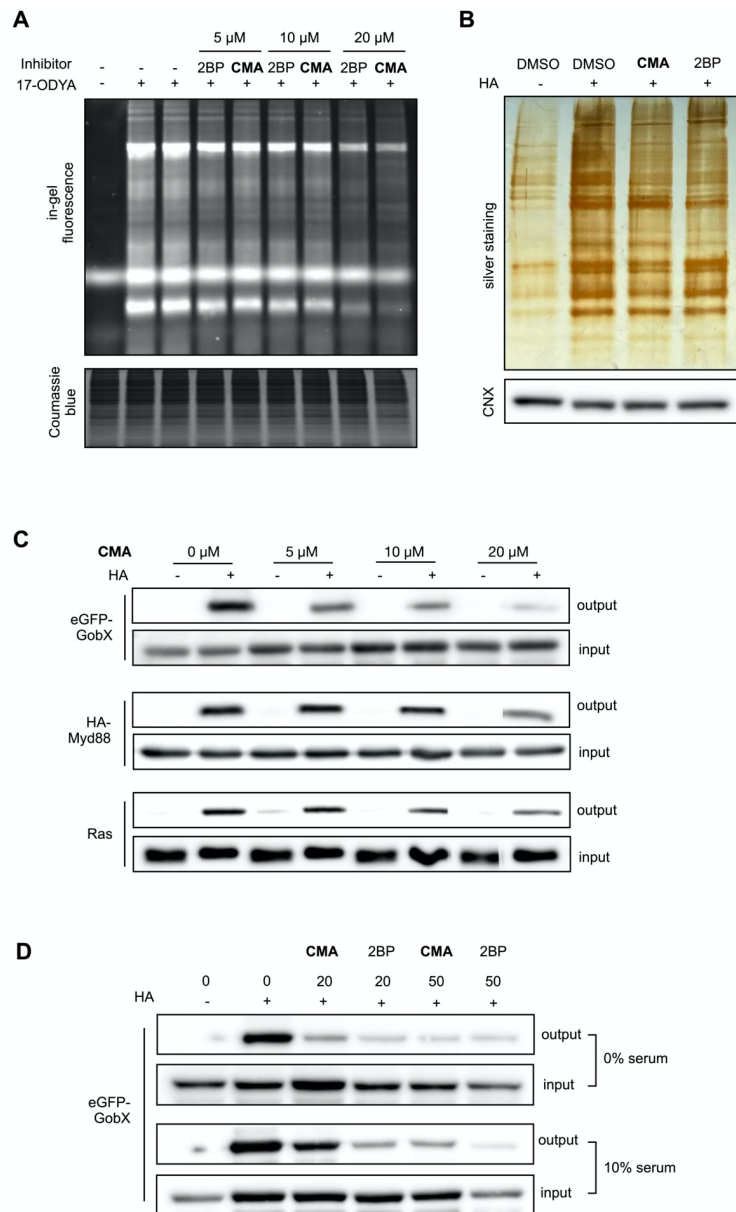 A
5 µM 10 µM 20 µM
Inhibitor - - - 2BP CMA 2BP CMA 2BP CMA
17-ODYA - + + + + + + + +
in-gel
fluorescence
Coumassie
blue
B
DMSO DMSO CMA 2BP
HA - + + +
silver staining
CNX
C
CMA 0 µM 5 µM 10 µM 20 µM
HA - + - + - + - +
eGFP-
GobX
output
input
HA-
Myd88
output
input
Ras
output
input
D
CMA 2BP CMA 2BP
0 0 20 20 50 50
HA - + + + + +
eGFP-
GobX
output
input
0% serum
output
input
10% serum